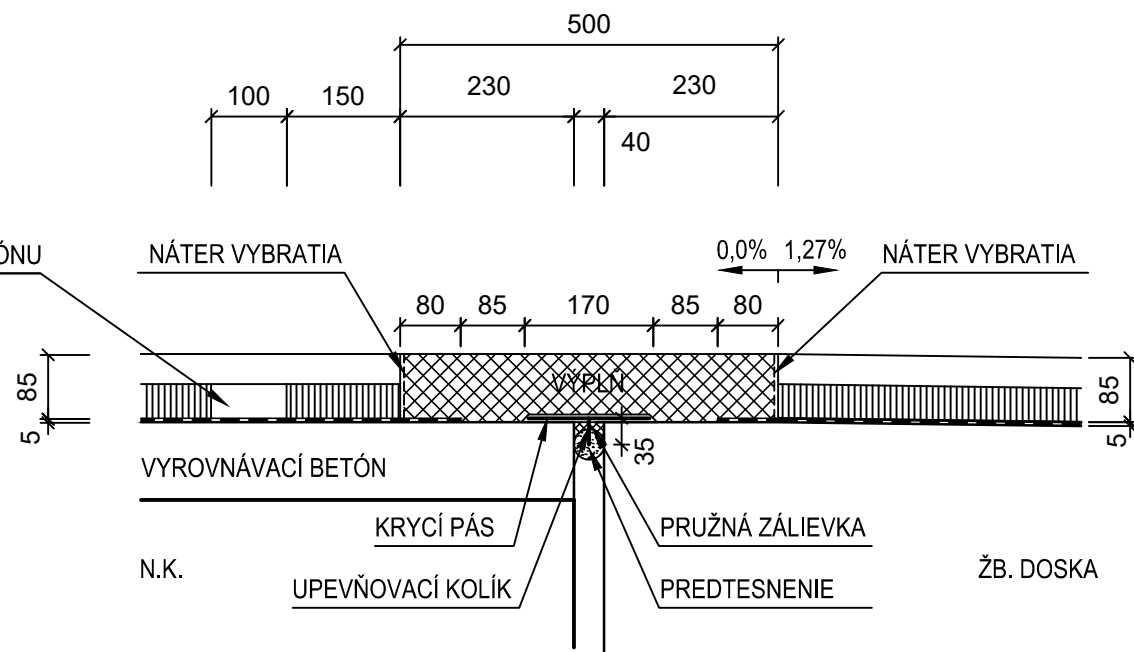 500
100 150 230 230
40
ÓNU NÁTER VYBRATIA 0,0% 1,27% NÁTER VYBRATIA
80 85 170 85 80
85 VÝPLŇ 85
5 35 5
VYROVNÁVACÍ BETÓN
KRYCÍ PÁS PRUŽNÁ ZÁLIEVKA
N.K. ŽB. DOSKA
UPEVŇOVACÍ KOLÍK PREDTESNENIE